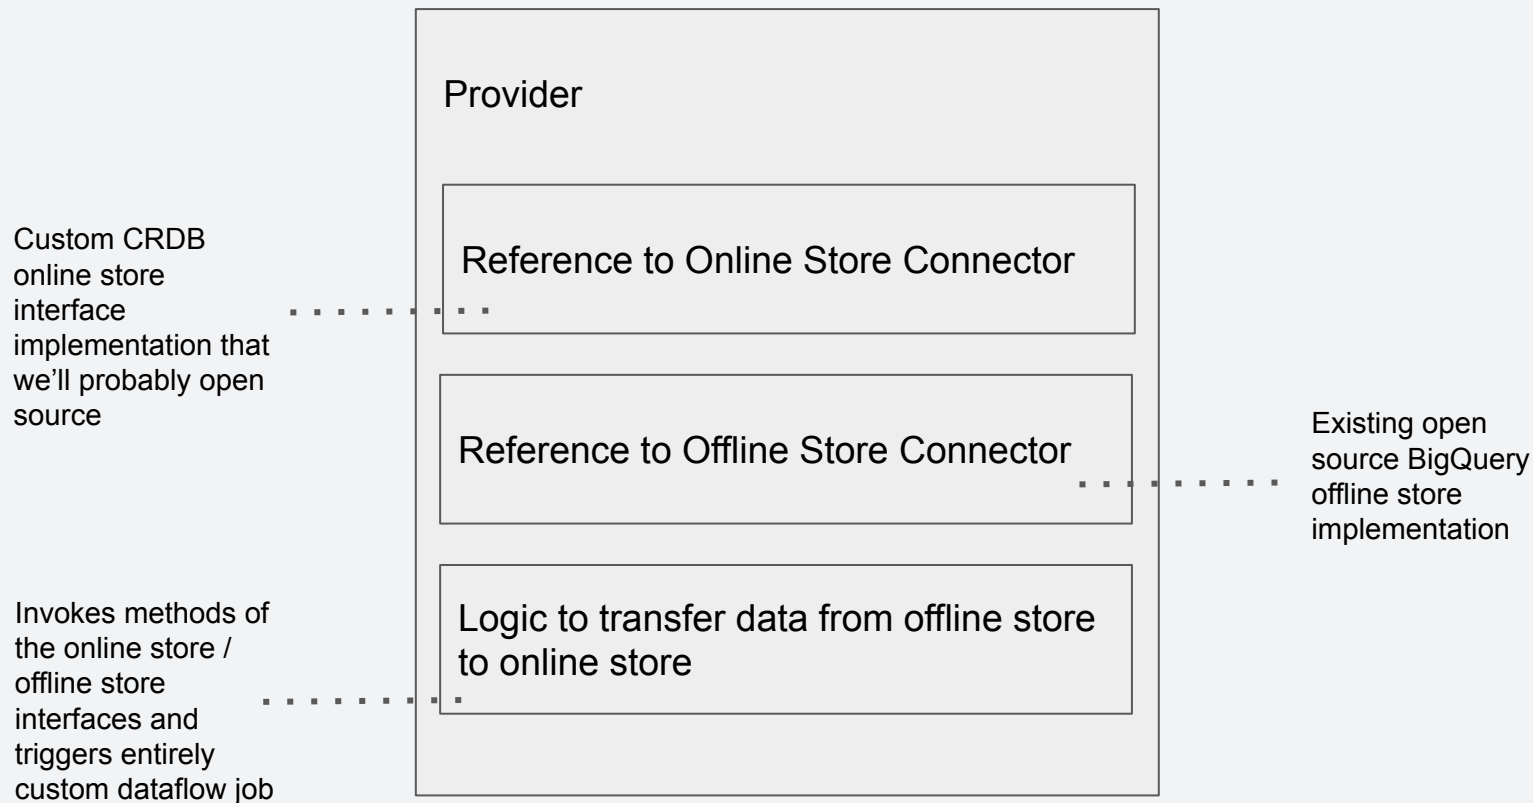 Provider
Reference to Online Store Connector
Custom CRDB
online store
interface
implementation that
we’ll probably open
source
Reference to Offline Store Connector
Existing open
source BigQuery
offline store
implementation
Logic to transfer data from offline store
to online store
Invokes methods of
the online store /
offline store
interfaces and
triggers entirely
custom dataflow job